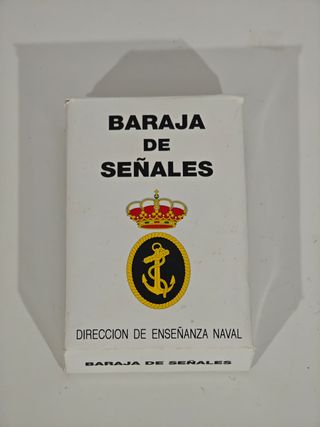 BARAJA
DE
SEÑALES
DIRECCION DE ENSEÑANZA NAVAL
BARAJA DE SEÑALES